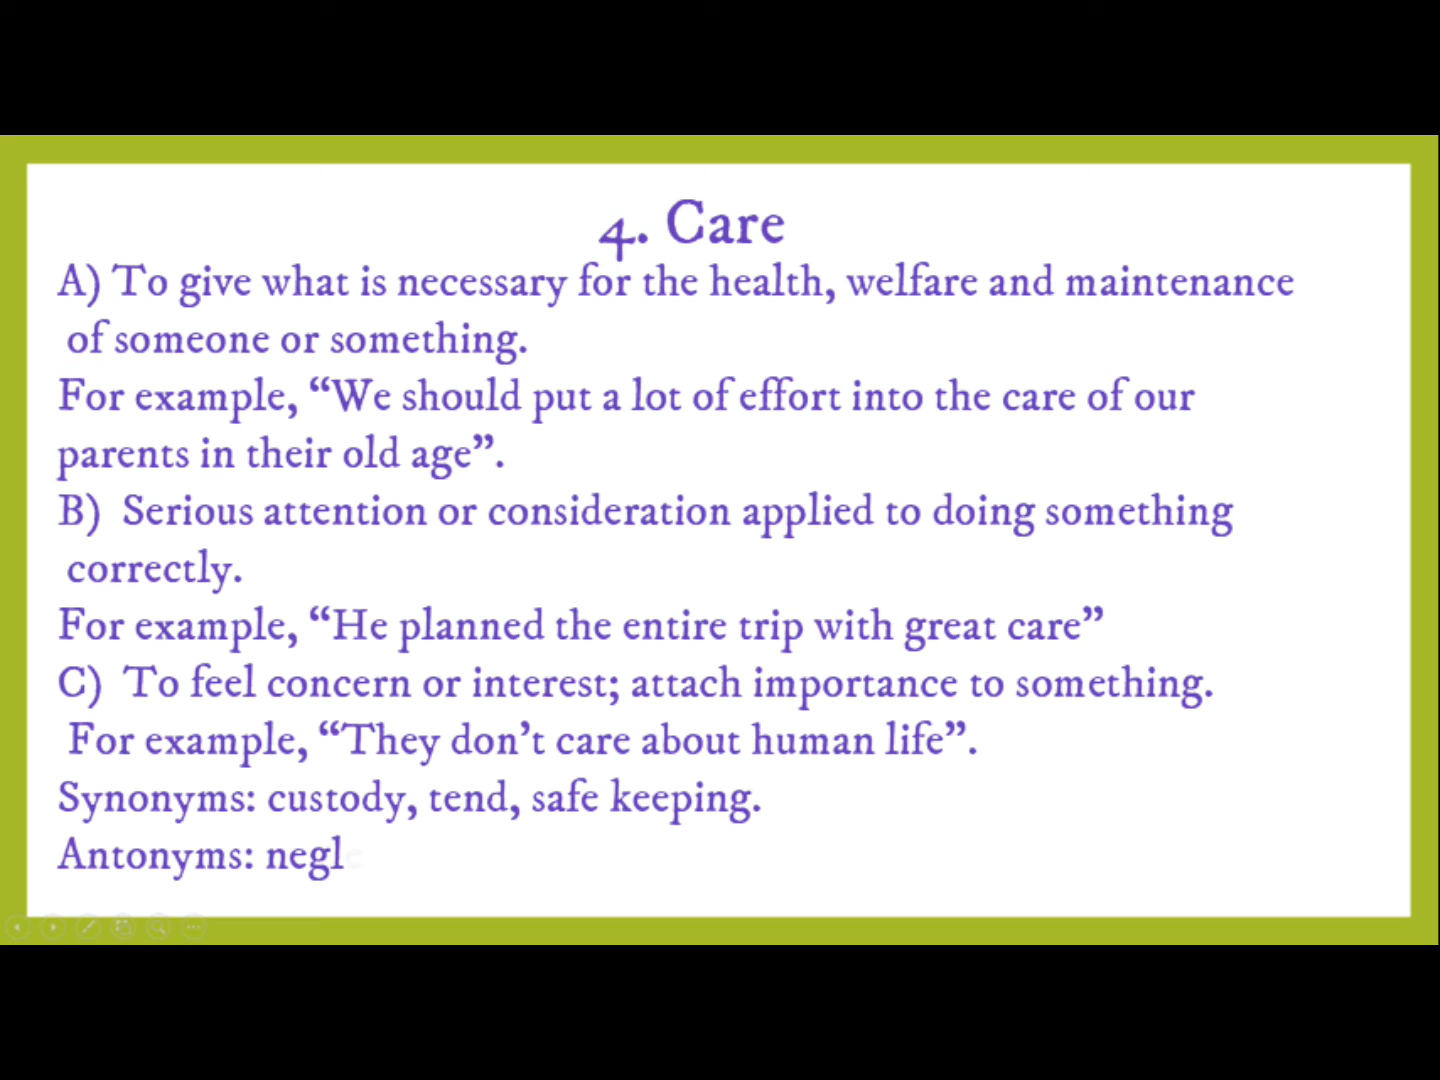 4. Care
A) To give what is necessary for the health, welfare and maintenance
of someone or something.
For example, “We should put a lot of effort into the care of our
parents in their old age”.
B) Serious attention or consideration applied to doing something
correctly.
For example, “He planned the entire trip with great care”
C) To feel concern or interest; attach importance to something.
For example, “They don’t care about human life”.
Synonyms: custody, tend, safe keeping.
Antonyms: negle